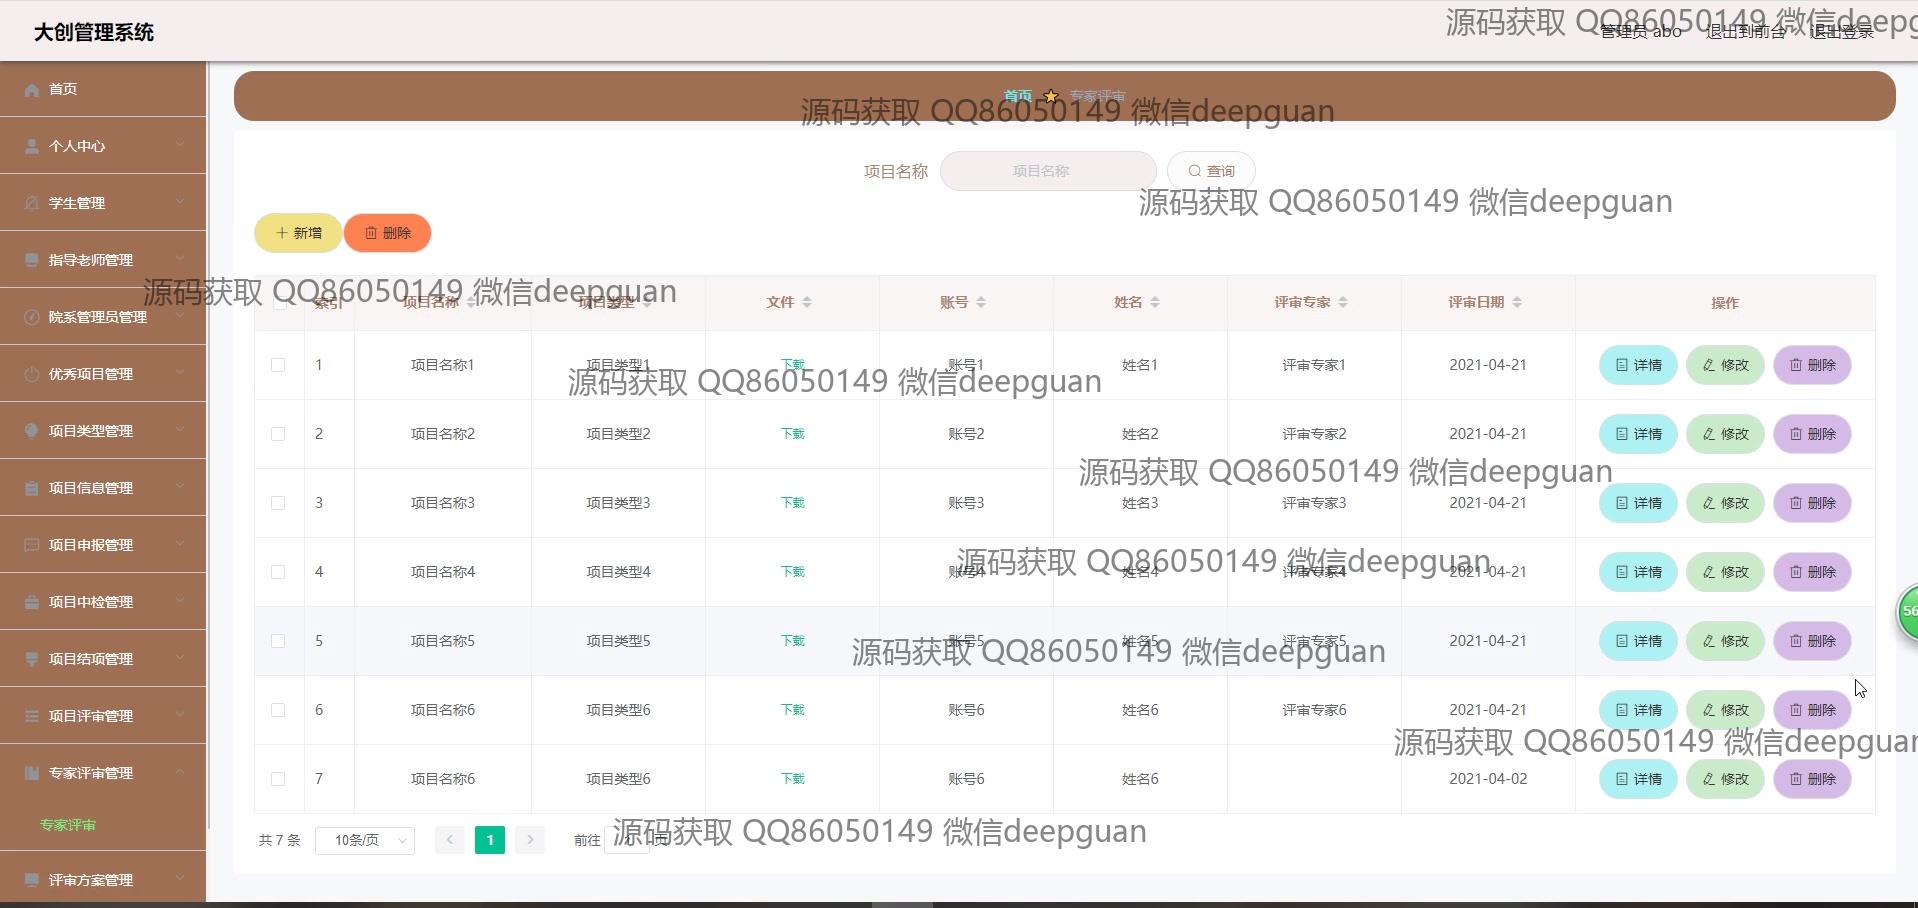 大创管理系统
管理员 abo 退出到前台 退出登录
源码获取 QQ86050149 微信deepg
首页
首页 专家评审
源码获取 QQ86050149 微信deepguan
个人中心
项目名称 项目名称 查询
学生管理
源码获取 QQ86050149 微信deepguan
新增 删除
指导老师管理
源码获取 QQ86050149 微信deepguan
索引 项目名称 项目类型 文件 账号 姓名 评审专家 评审日期 操作
院系管理员管理
1 项目名称1 项目类型1 下载 账号1 姓名1 评审专家1 2021-04-21 详情 修改 删除
优秀项目管理
源码获取 QQ86050149 微信deepguan
项目类型管理
2 项目名称2 项目类型2 下载 账号2 姓名2 评审专家2 2021-04-21 详情 修改 删除
源码获取 QQ86050149 微信deepguan
项目信息管理
3 项目名称3 项目类型3 下载 账号3 姓名3 评审专家3 2021-04-21 详情 修改 删除
项目申报管理
源码获取 QQ86050149 微信deepguan
4 项目名称4 项目类型4 下载 账号4 姓名4 评审专家4 2021-04-21 详情 修改 删除
项目中检管理
5 项目名称5 项目类型5 下载 账号5 姓名5 评审专家5 2021-04-21 详情 修改 删除
56
源码获取 QQ86050149 微信deepguan
项目结项管理
6 项目名称6 项目类型6 下载 账号6 姓名6 评审专家6 2021-04-21 详情 修改 删除
项目评审管理
源码获取 QQ86050149 微信deepguan
专家评审管理
7 项目名称6 项目类型6 下载 账号6 姓名6 2021-04-02 详情 修改 删除
专家评审
共 7 条 10条/页 1 前往 页
源码获取 QQ86050149 微信deepguan
评审方案管理